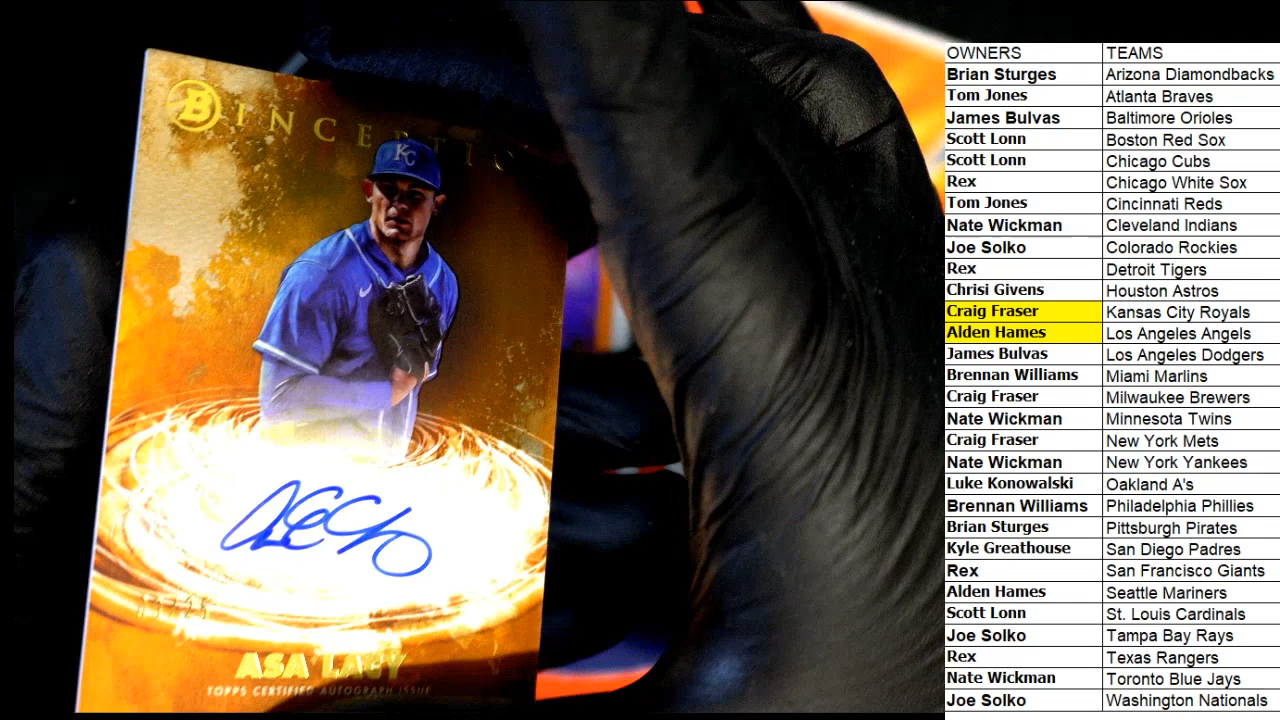 B INCEPTIO
KC
ASA LACY
TOPPS CERTIFIED AUTOGRAPH ISSUE
OWNERS TEAMS
Brian Sturges Arizona Diamondbacks
Tom Jones Atlanta Braves
James Bulvas Baltimore Orioles
Scott Lonn Boston Red Sox
Scott Lonn Chicago Cubs
Rex Chicago White Sox
Tom Jones Cincinnati Reds
Nate Wickman Cleveland Indians
Joe Solko Colorado Rockies
Rex Detroit Tigers
Chrisi Givens Houston Astros
Craig Fraser Kansas City Royals
Alden Hames Los Angeles Angels
James Bulvas Los Angeles Dodgers
Brennan Williams Miami Marlins
Craig Fraser Milwaukee Brewers
Nate Wickman Minnesota Twins
Craig Fraser New York Mets
Nate Wickman New York Yankees
Luke Konowalski Oakland A's
Brennan Williams Philadelphia Phillies
Brian Sturges Pittsburgh Pirates
Kyle Greathouse San Diego Padres
Rex San Francisco Giants
Alden Hames Seattle Mariners
Scott Lonn St. Louis Cardinals
Joe Solko Tampa Bay Rays
Rex Texas Rangers
Nate Wickman Toronto Blue Jays
Joe Solko Washington Nationals